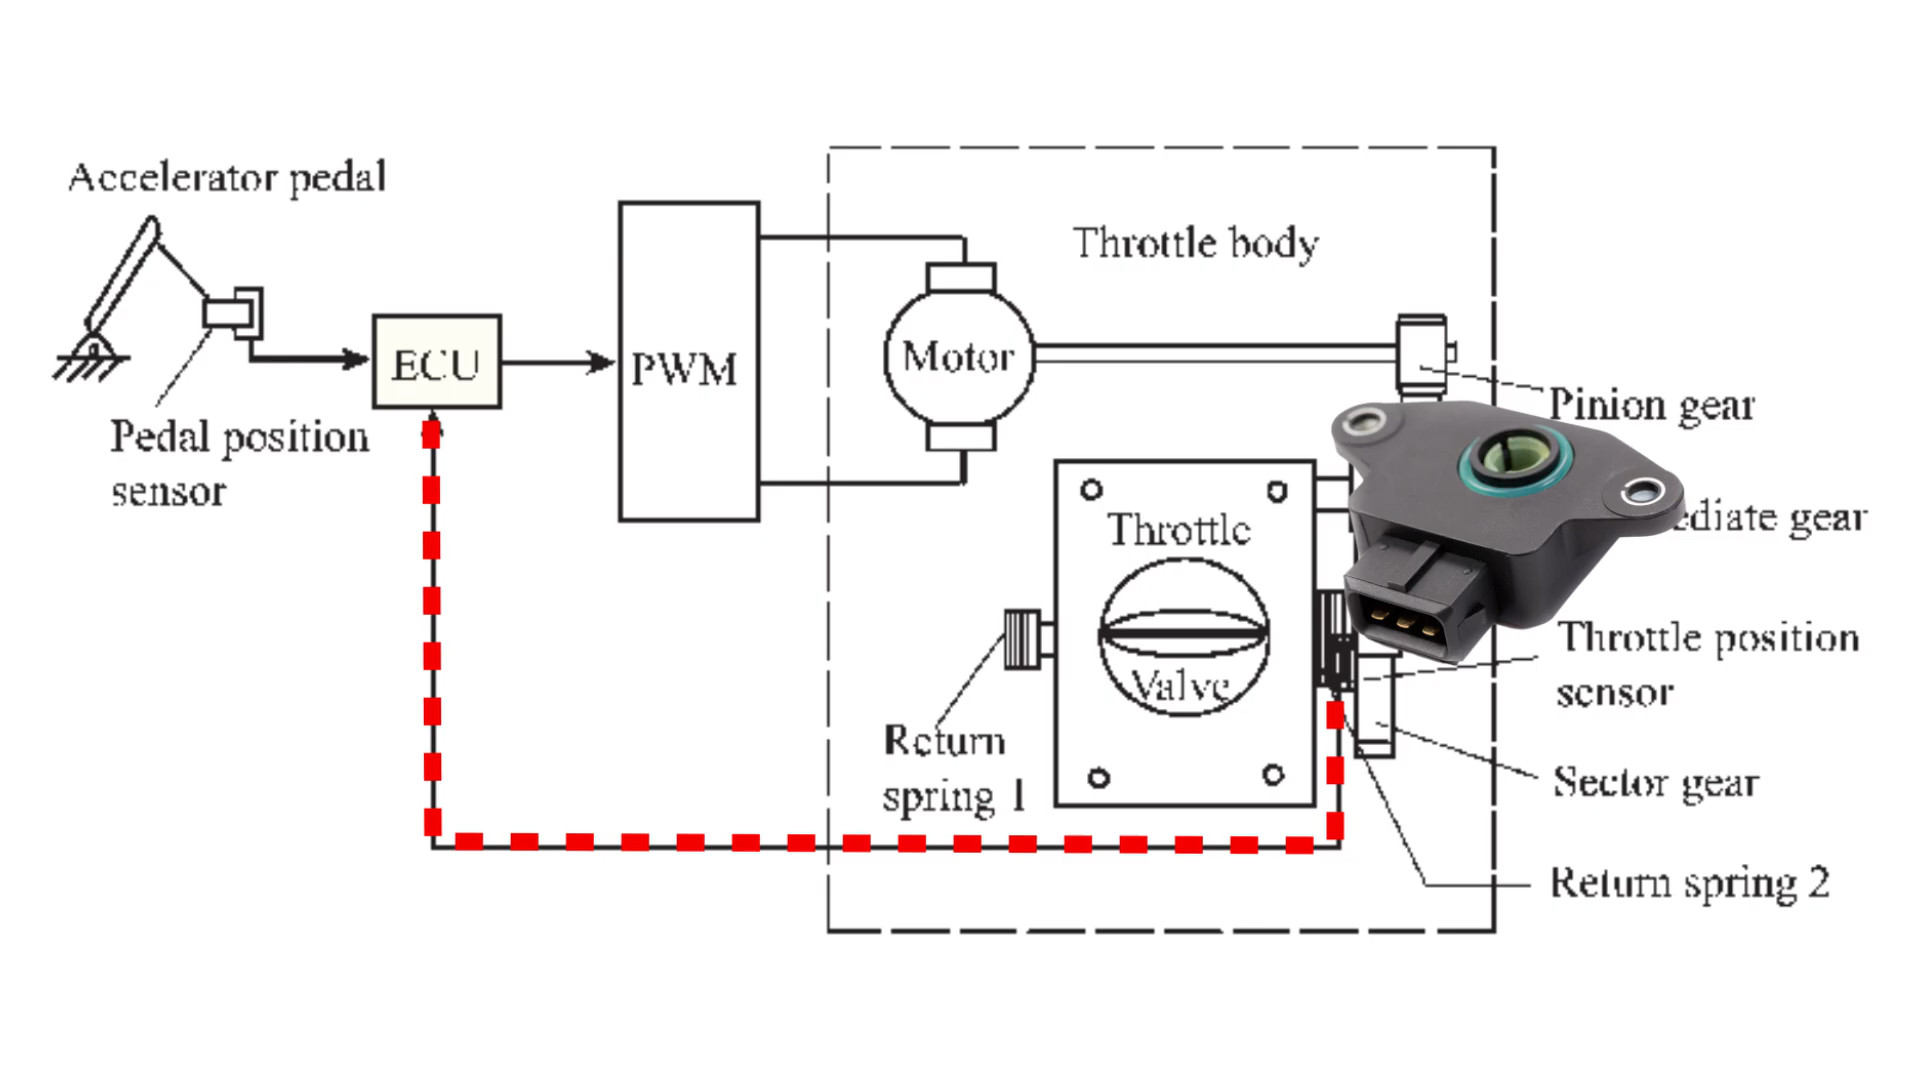 Accelerator pedal
Pedal position
sensor
ECU
PWM
Throttle body
Motor
Throttle
Valve
Return
spring 1
Pinion gear
gear
Throttle position
sensor
Sector gear
Return spring 2